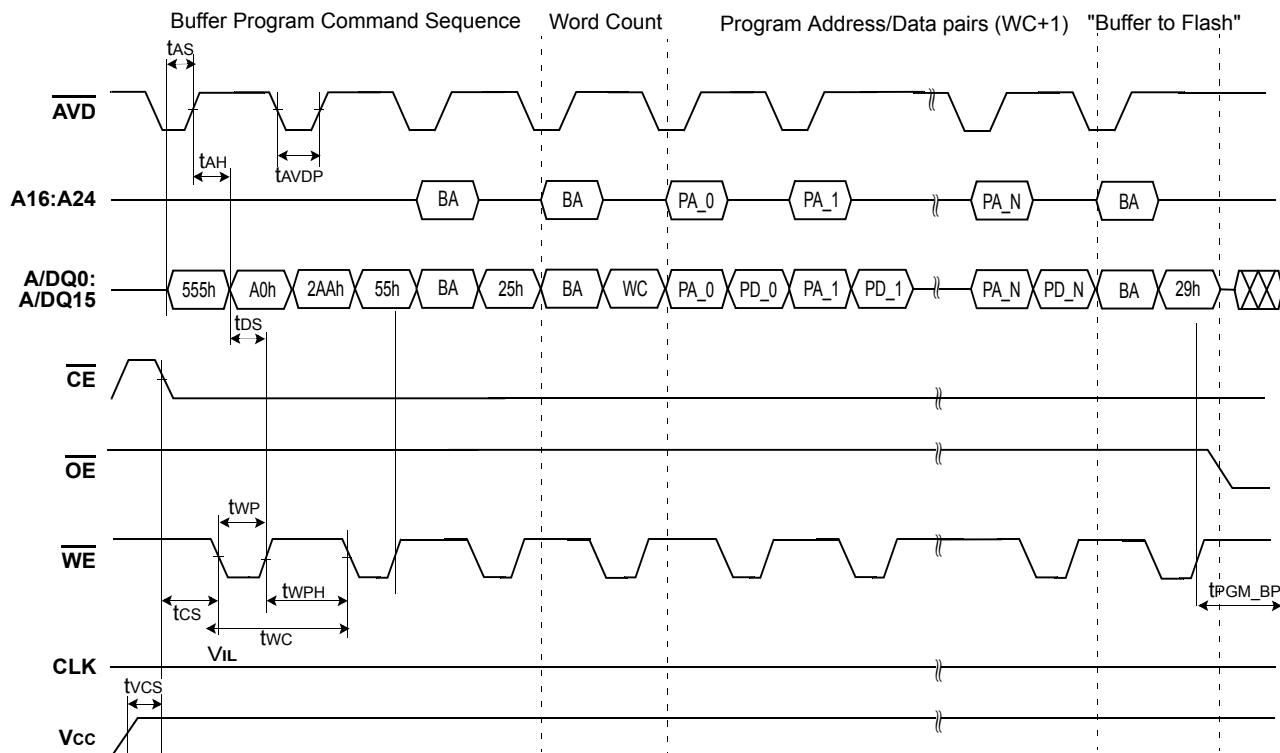 Buffer Program Command Sequence Word Count Program Address/Data pairs (WC+1) "Buffer to Flash"
tAS
AVD
tAH
tAVDP
A16:A24 BA BA PA_0 PA_1 PA_N BA
A/DQ0:
A/DQ15
555h A0h 2AAh 55h BA 25h BA WC PA_0 PD_0 PA_1 PD_1 PA_N PD_N BA 29h
tDS
CE
OE
tWP
WE
tCS tWPH tPGM_BP
tWC
VIL
CLK
tVCS
Vcc